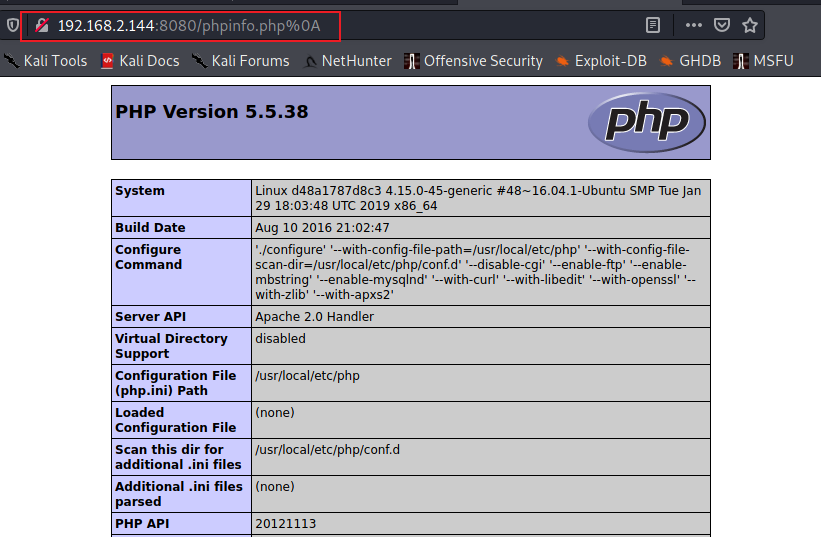 192.168.2.144:8080/phpinfo.php%0A
Kali Tools Kali Docs Kali Forums NetHunter Offensive Security Exploit-DB GHDB MSFU
PHP Version 5.5.38
php
System Linux d48a1787d8c3 4.15.0-45-generic #48~16.04.1-Ubuntu SMP Tue Jan
29 18:03:48 UTC 2019 x86_64
Build Date Aug 10 2016 21:02:47
Configure
Command
'./configure' '--with-config-file-path=/usr/local/etc/php' '--with-config-file-
scan-dir=/usr/local/etc/php/conf.d' '--disable-cgi' '--enable-ftp' '--enable-
mbstring' '--enable-mysqlnd' '--with-curl' '--with-libedit' '--with-openssl' '--
with-zlib' '--with-apxs2'
Server API Apache 2.0 Handler
Virtual Directory
Support
disabled
Configuration File
(php.ini) Path
/usr/local/etc/php
Loaded
Configuration File
(none)
Scan this dir for
additional .ini files
/usr/local/etc/php/conf.d
Additional .ini files
parsed
(none)
PHP API 20121113